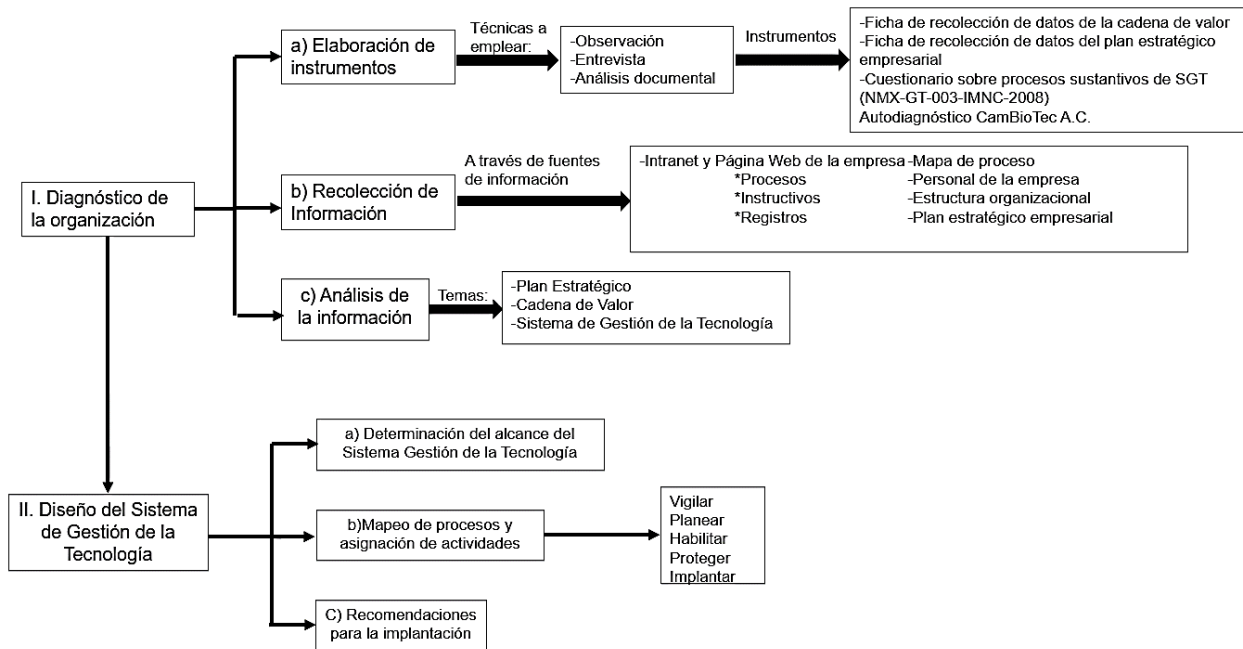 I. Diagnóstico de
la organización
a) Elaboración de
instrumentos
Técnicas a
emplear:
-Observación
-Entrevista
-Análisis documental
Instrumentos
-Ficha de recolección de datos de la cadena de valor
-Ficha de recolección de datos del plan estratégico
empresarial
-Cuestionario sobre procesos sustantivos de SGT
(NMX-GT-003-IMNC-2008)
Autodiagnóstico CamBioTec A.C.
b) Recolección de
Información
A través de fuentes
de información
-Intranet y Página Web de la empresa -Mapa de proceso
*Procesos -Personal de la empresa
*Instructivos -Estructura organizacional
*Registros -Plan estratégico empresarial
c) Análisis de
la información
Temas:
-Plan Estratégico
-Cadena de Valor
-Sistema de Gestión de la Tecnología
II. Diseño del Sistema
de Gestión de la
Tecnología
a) Determinación del alcance del
Sistema Gestión de la Tecnología
b)Mapeo de procesos y
asignación de actividades
Vigilar
Planear
Habilitar
Proteger
Implantar
C) Recomendaciones
para la implantación